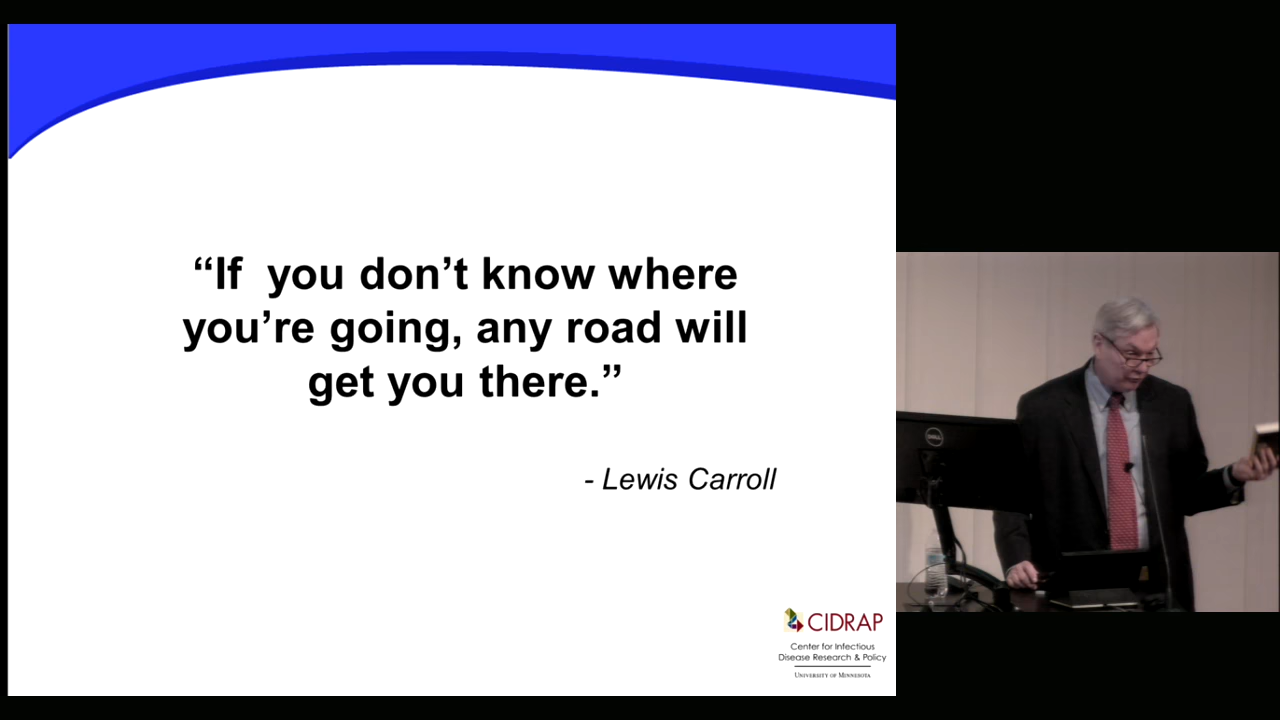 “If  you don’t know where
you’re going, any road will
get you there.”
- Lewis Carroll
CIDRAP
Center for Infectious
Disease Research & Policy
UNIVERSITY OF MINNESOTA
DELL